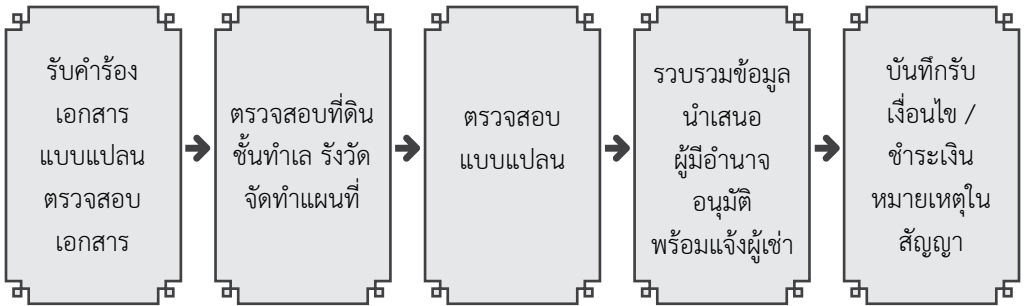 รับคำร้อง
เอกสาร
แบบแปลน
ตรวจสอบ
เอกสาร
ตรวจสอบที่ดิน
ชั้นทำเล รังวัด
จัดทำแผนที่
ตรวจสอบ
แบบแปลน
รวบรวมข้อมูล
นำเสนอ
ผู้มีอำนาจ
อนุมัติ
พร้อมแจ้งผู้เช่า
บันทึกรับ
เงื่อนไข /
ชำระเงิน
หมายเหตุใน
สัญญา